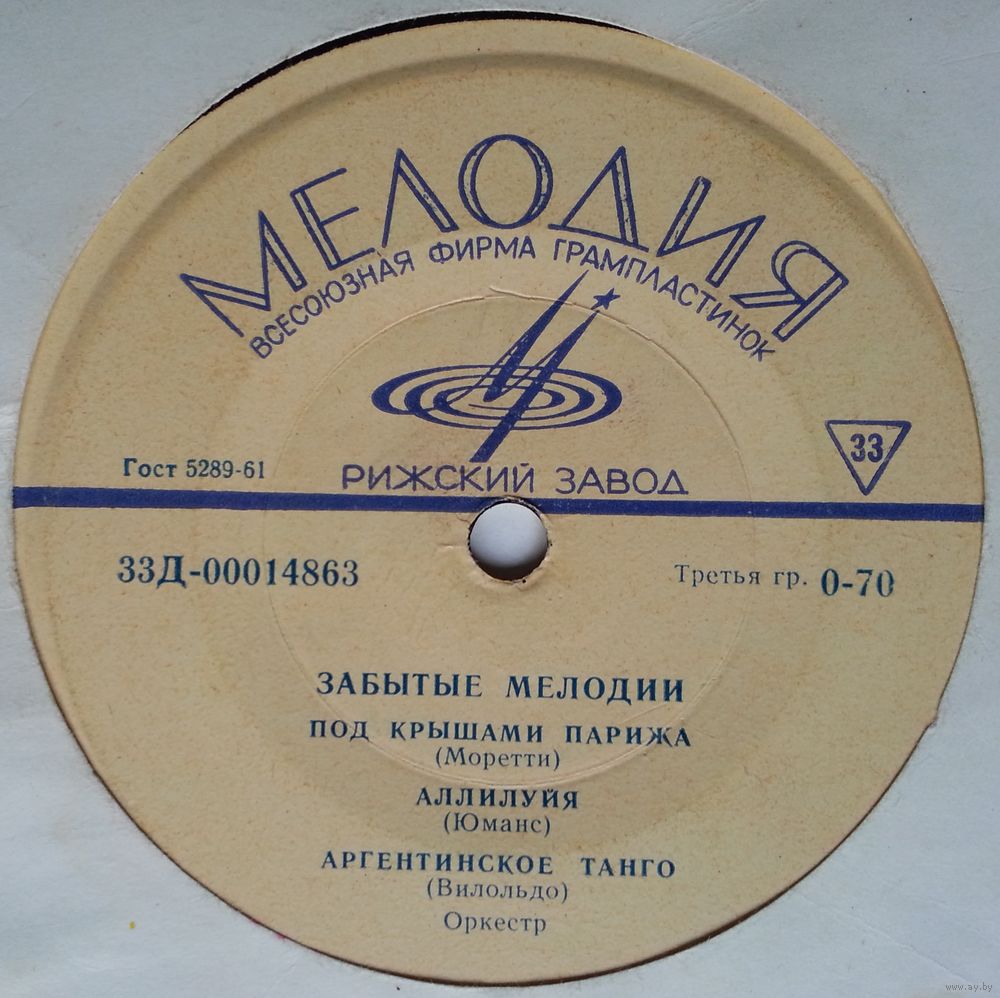 МЕЛОДИЯ
ВСЕСОЮЗНАЯ ФИРМА ГРАМПЛАСТИНОК
33
Гост 5289-61
РИЖСКИЙ ЗАВОД
33Д-00014863
Третья гр. 0-70
ЗАБЫТЫЕ МЕЛОДИИ
ПОД КРЫШАМИ ПАРИЖА
(Моретти)
АЛЛИЛУЙЯ
(Юманс)
АРГЕНТИНСКОЕ ТАНГО
(Вилольдо)
Оркестр
www.ay.by